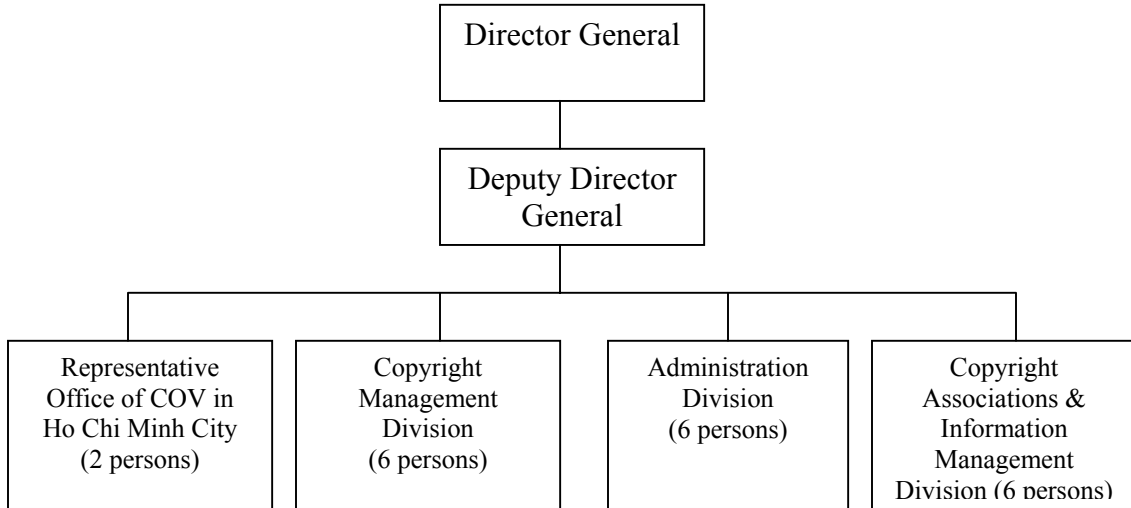 Director General
Deputy Director
General
Representative
Office of COV in
Ho Chi Minh City
(2 persons)
Copyright
Management
Division
(6 persons)
Administration
Division
(6 persons)
Copyright
Associations &
Information
Management
Division (6 persons)